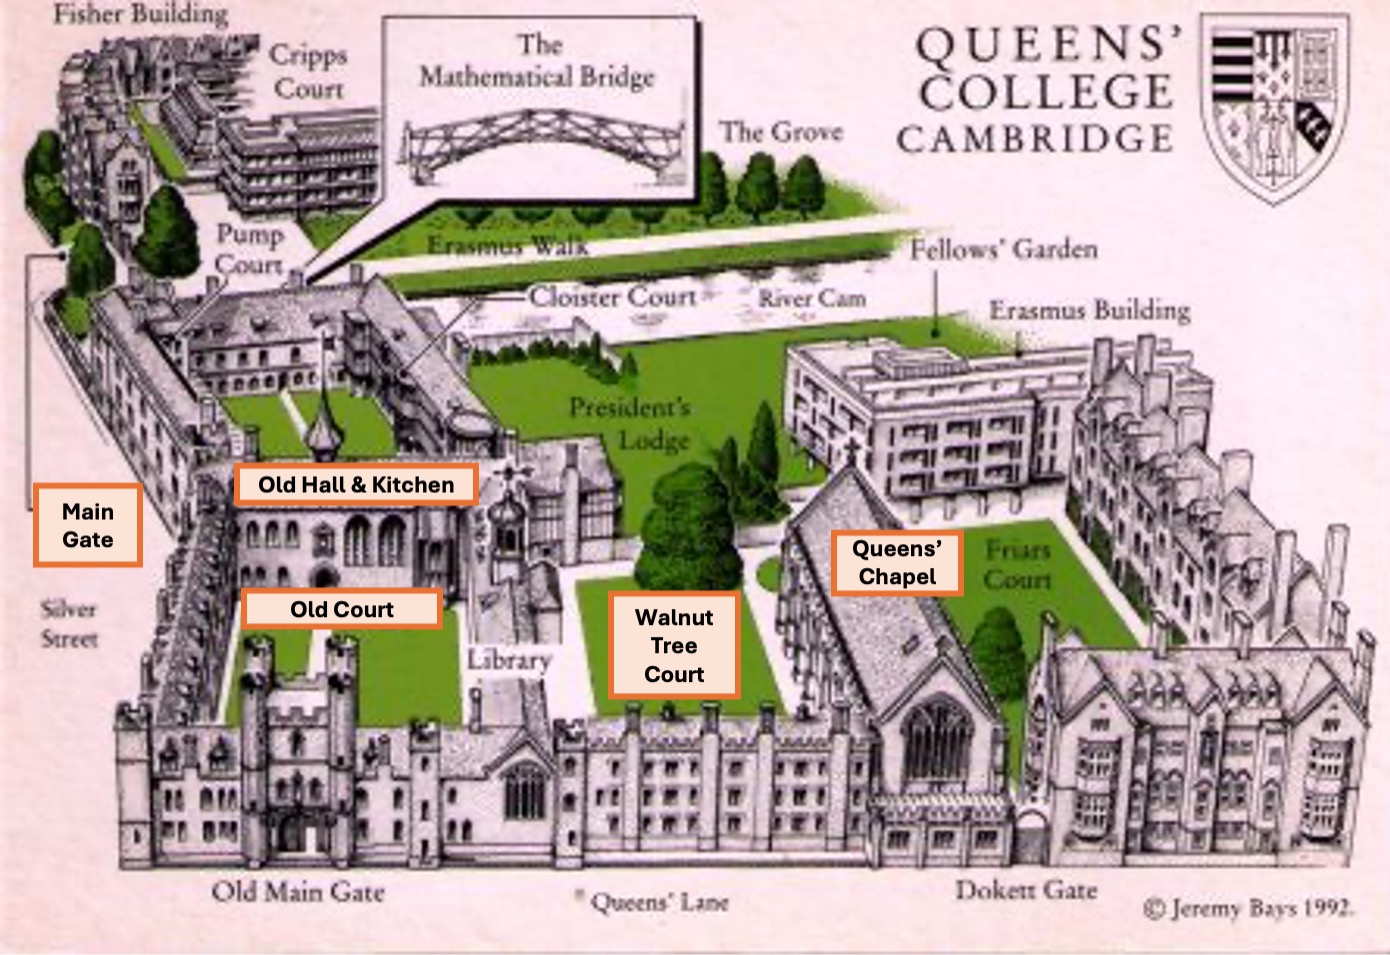 Fisher Building
Cripps
Court
The
Mathematical Bridge
QUEENS'
COLLEGE
CAMBRIDGE
The Grove
Pump
Court
Erasmus Walk
Fellows' Garden
Cloister Court
River Cam
Erasmus Building
President's
Lodge
Old Hall & Kitchen
Main
Gate
Queens’
Chapel
Friars
Court
Old Court
Walnut
Tree
Court
Silver
Street
Library
Old Main Gate
Queens' Lane
Dokett Gate
© Jeremy Bays 1992.